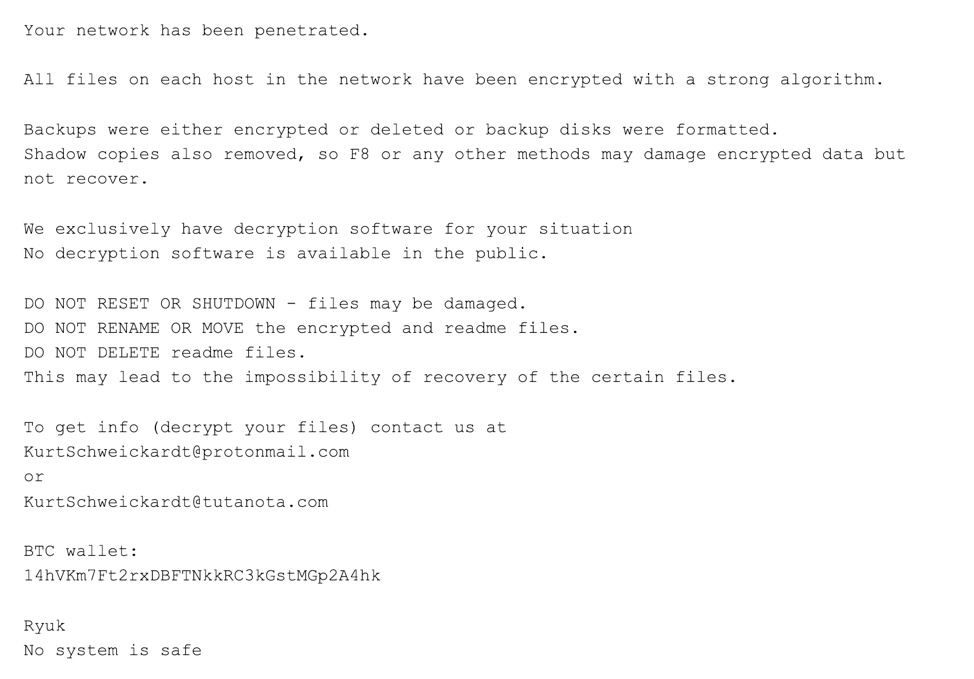 Your network has been penetrated.
All files on each host in the network have been encrypted with a strong algorithm.
Backups were either encrypted or deleted or backup disks were formatted.
Shadow copies also removed, so F8 or any other methods may damage encrypted data but
not recover.
We exclusively have decryption software for your situation
No decryption software is available in the public.
DO NOT RESET OR SHUTDOWN - files may be damaged.
DO NOT RENAME OR MOVE the encrypted and readme files.
DO NOT DELETE readme files.
This may lead to the impossibility of recovery of the certain files.
To get info (decrypt your files) contact us at
KurtSchweickardt@protonmail.com
or
KurtSchweickardt@tutanota.com
BTC wallet:
14hVKm7Ft2rxDBFTNkkRC3kGstMGp2A4hk
Ryuk
No system is safe